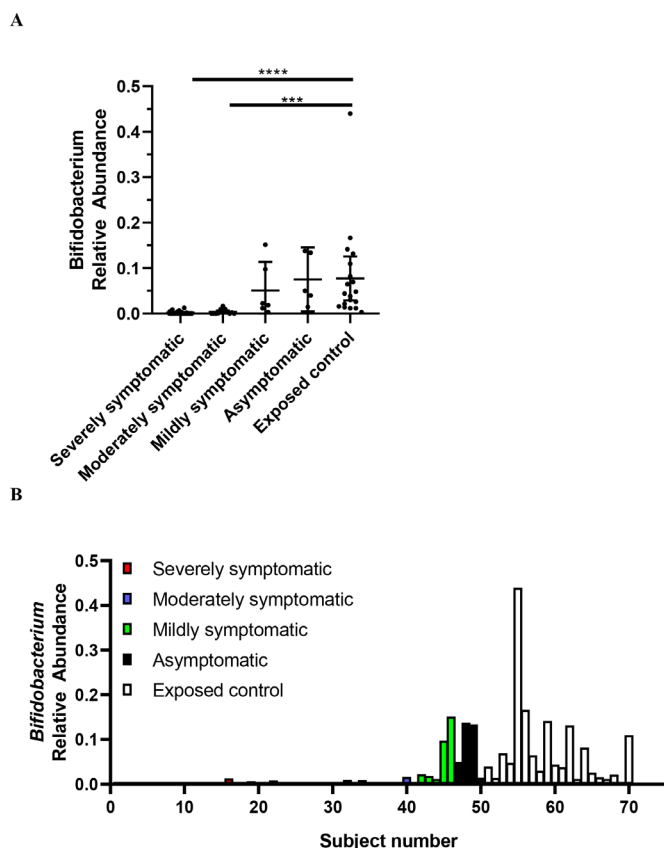 A
****
***
0.5
0.4
0.3
0.2
0.1
0.0
Bifidobacterium
Relative Abundance
Severely symptomatic
Moderately symptomatic
Mildly symptomatic
Asymptomatic
Exposed control
B
0.5
0.4
0.3
0.2
0.1
0.0
Bifidobacterium
Relative Abundance
Severely symptomatic
Moderately symptomatic
Mildly symptomatic
Asymptomatic
Exposed control
0 10 20 30 40 50 60 70
Subject number